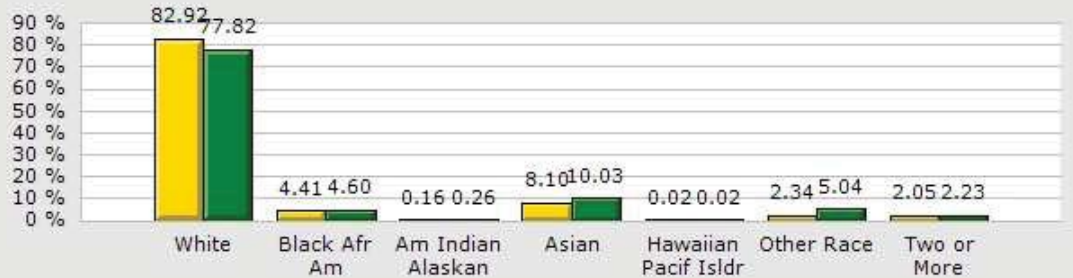 82.92 77.82
90 %
80 %
70 %
60 %
50 %
40 %
30 %
20 %
10 %
0 %
4.41 4.60
0.16 0.26
8.10 10.03
0.02 0.02
2.34 5.04
2.05 2.23
White
Black Afr
Am
Am Indian
Alaskan
Asian
Hawaiian
Pacif Isldr
Other Race
Two or
More